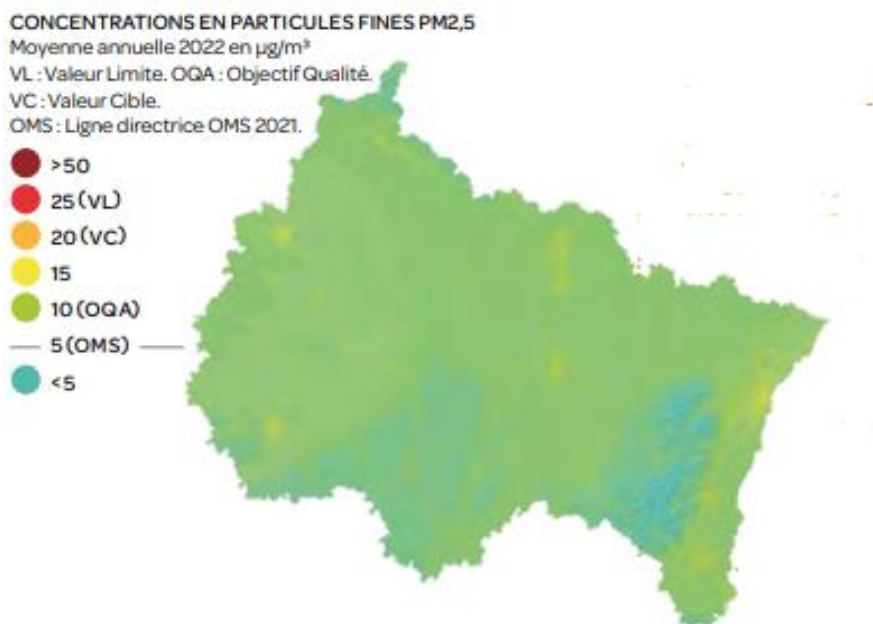 CONCENTRATIONS EN PARTICULES FINES PM2,5
Moyenne annuelle 2022 en µg/m³
VL : Valeur Limite. OQA : Objectif Qualité.
VC : Valeur Cible.
OMS : Ligne directrice OMS 2021.
>50
25 (VL)
20 (VC)
15
10 (OQA)
5 (OMS)
<5